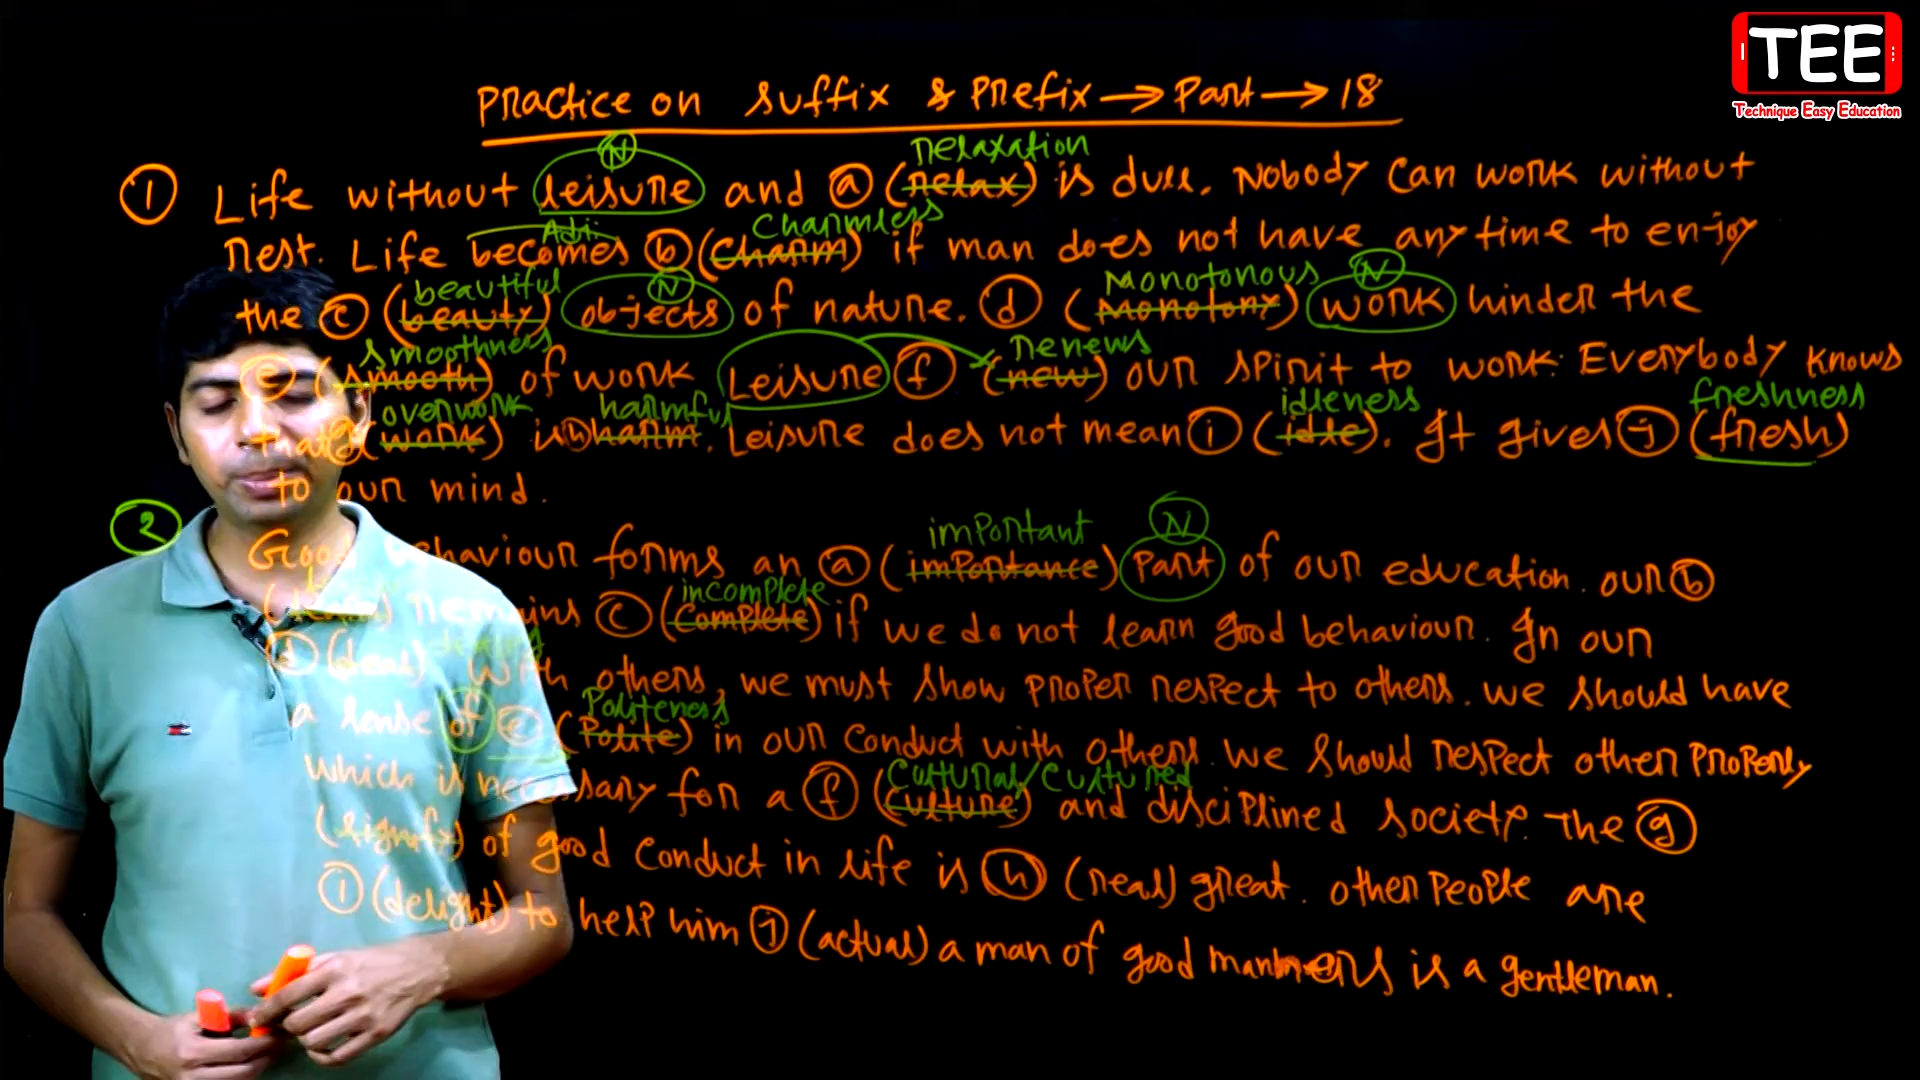 TEE
Technique Easy Education
Practice on suffix & Prefix → Part → 18
N relaxation
① Life without leisure and ⓐ (relax) is dull. Nobody can work without
Adj. Charmless
rest. Life becomes ⓑ (Charm) if man does not have any time to enjoy
beautiful N Monotonous N
the ⓒ (beauty) objects of nature. ⓓ (Monotony) work hinder the
smoothness renews
ⓔ (smooth) of work Leisure ⓕ (new) our spirit to work. Everybody knows
overwork harmful idleness freshness
that ⓖ (work) is ⓗ harm. Leisure does not mean ⓘ (idle). It gives ⓙ (fresh)
to our mind.
important N
② Good behaviour forms an ⓐ (importance) Part of our education. our ⓑ
incomplete
remains ⓒ (Complete) if we do not learn good behaviour. In our
dealing
ⓓ (deal) with others, we must show proper respect to others. we should have
Politeness
a sense of ⓔ (Polite) in our conduct with others. we should respect other properly
Cultural/Cultured
which is necessary for a ⓕ (culture) and disciplined society. The ⓖ
(signify) of good conduct in life is ⓗ (real) great. other people are
ⓘ (delight) to help him ⓙ (actual) a man of good manners is a gentleman.